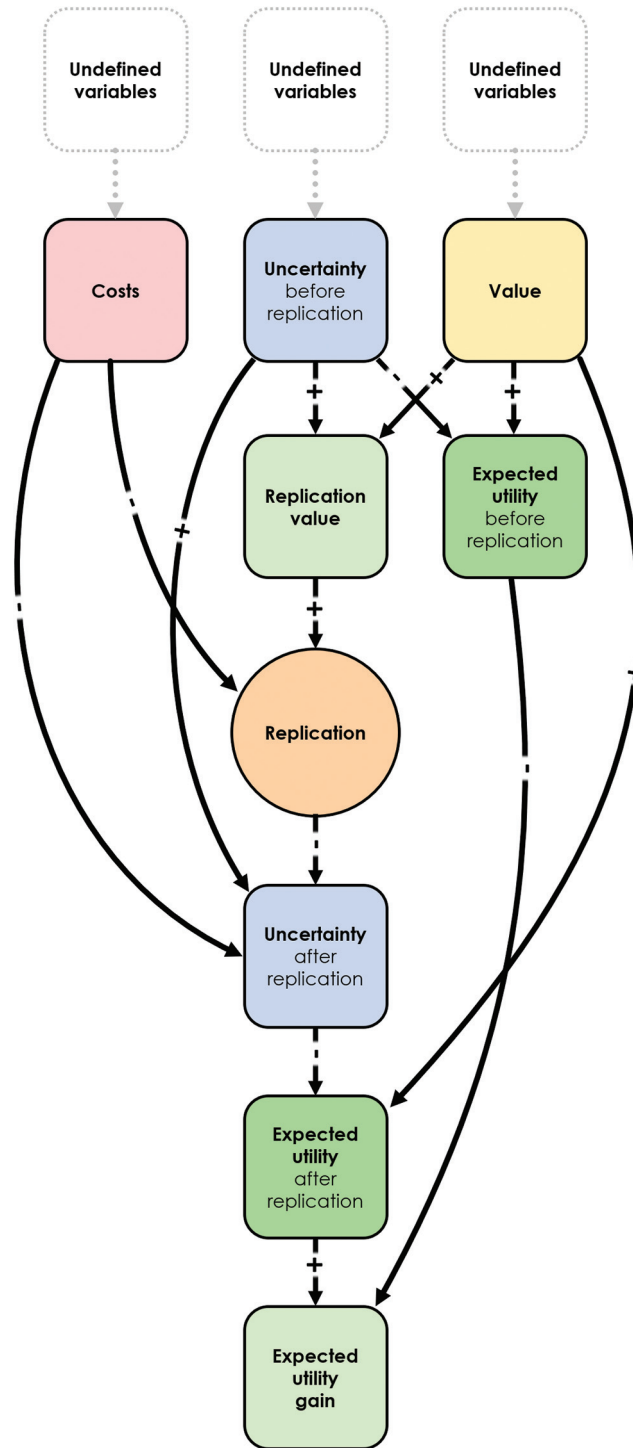 Undefined
variables
Undefined
variables
Undefined
variables
Costs
Uncertainty
before
replication
Value
+
-
+
+
Replication
value
Expected
utility
before
replication
-
+
-
+
+
Replication
-
-
Uncertainty
after
replication
-
Expected
utility
after
replication
+
Expected
utility
gain